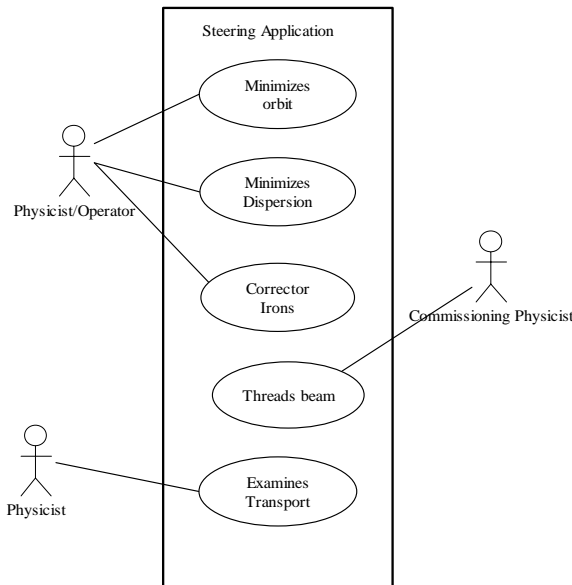 Steering Application
Minimizes
orbit
Physicist/Operator
Minimizes
Dispersion
Corrector
Irons
Commissioning Physicist
Threads beam
Physicist
Examines
Transport